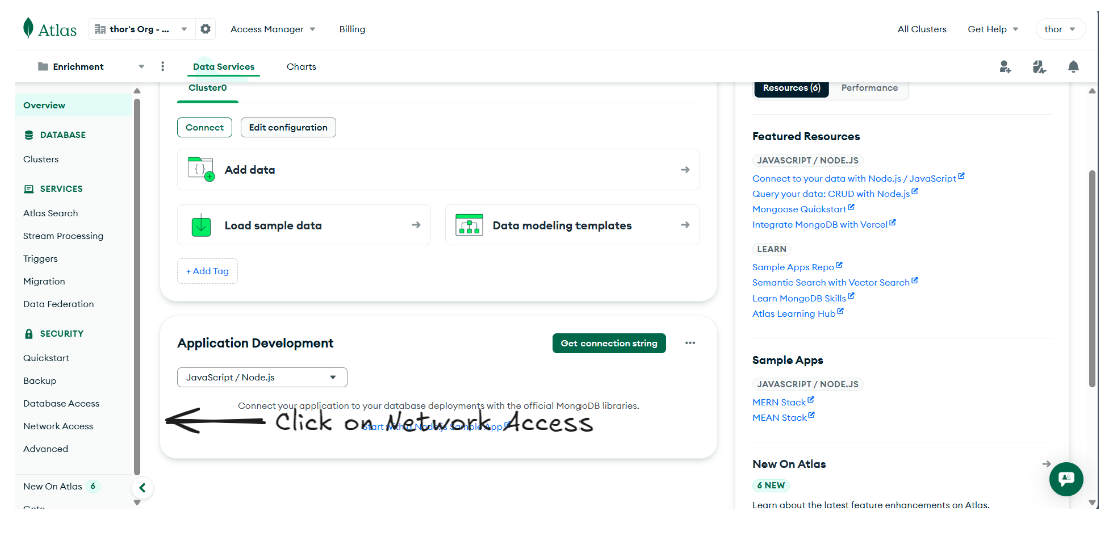 Atlas
thor's Org - ...
Access Manager
Billing
All Clusters
Get Help
thor
Enrichment
Data Services
Charts
Overview
DATABASE
Clusters
SERVICES
Atlas Search
Stream Processing
Triggers
Migration
Data Federation
SECURITY
Quickstart
Backup
Database Access
Network Access
Advanced
New On Atlas 6
Goto
Cluster0
Connect
Edit configuration
Add data
Load sample data
Data modeling templates
+ Add Tag
Application Development
Get connection string
JavaScript / Node.js
Connect your application to your database deployments with the official MongoDB libraries.
Start with a Node.js Sample App
Click on Network Access
Resources (6)
Performance
Featured Resources
JAVASCRIPT / NODE.JS
Connect to your data with Node.js / JavaScript
Query your data: CRUD with Node.js
Mongoose Quickstart
Integrate MongoDB with Vercel
LEARN
Sample Apps Repo
Semantic Search with Vector Search
Learn MongoDB Skills
Atlas Learning Hub
Sample Apps
JAVASCRIPT / NODE.JS
MERN Stack
MEAN Stack
New On Atlas
6 NEW
Learn about the latest feature enhancements on Atlas.